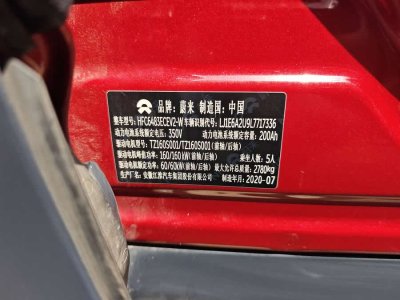 品牌：蔚来 制造国：中国
整车型号：HFC6483ECEV2-W 车辆识别代号：LJ1E6A2U9L7717336
动力电池系统额定电压：350V 动力电池系统额定容量：200Ah
驱动电机型号：TZ160S001/TZ160S001（前轴/后轴）
驱动电机峰值功率：160/160kW（前轴/后轴） 乘坐人数：5人
驱动电机额定功率：60/60kW（前轴/后轴） 最大允许总质量：2780kg
生产厂名：安徽江淮汽车集团股份有限公司 制造年月：2020-07